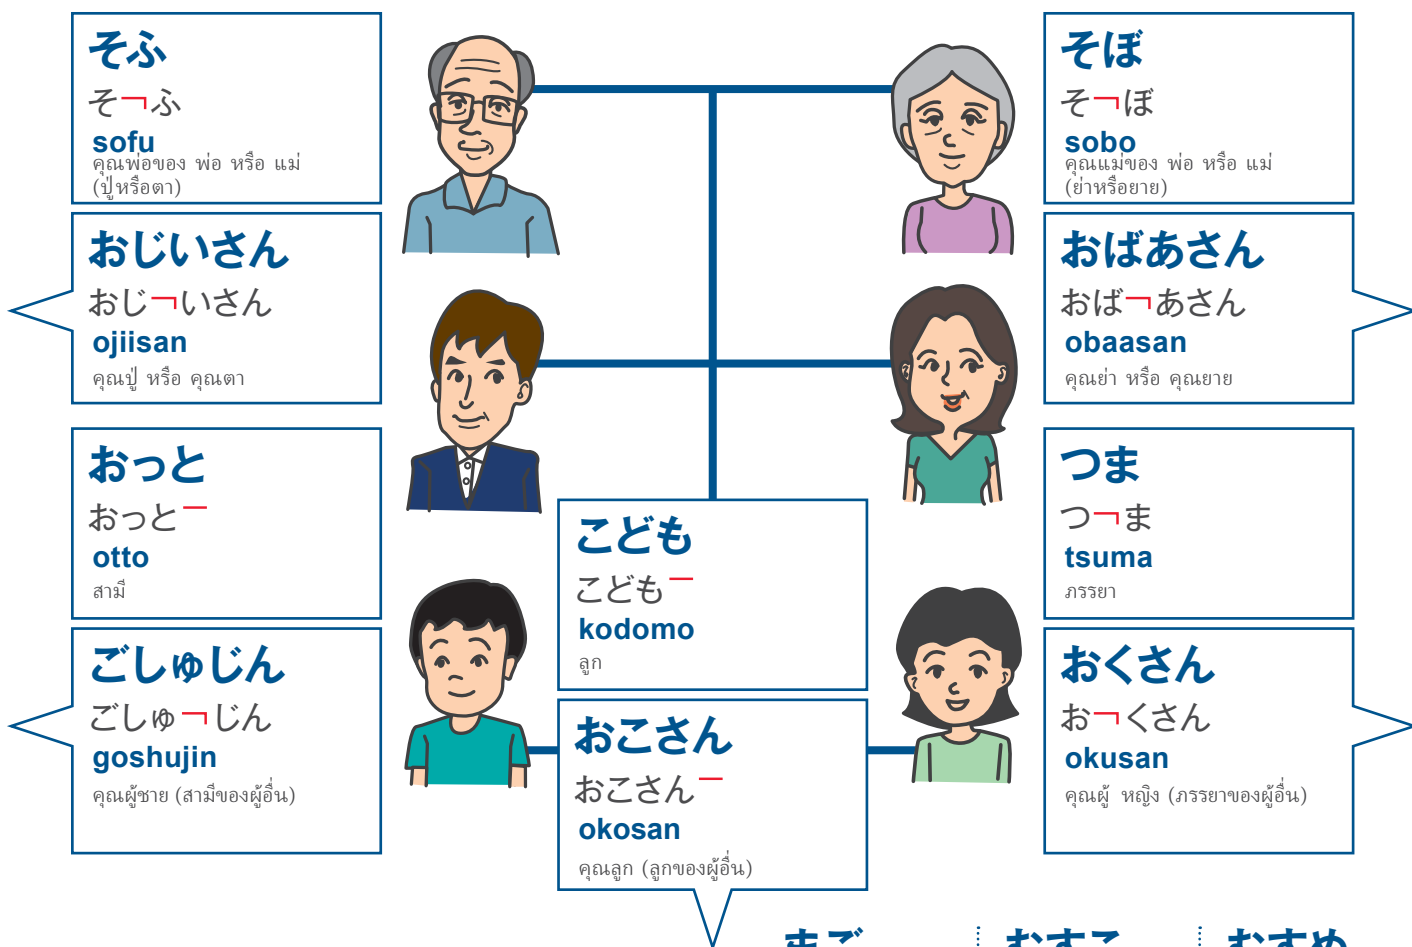 そふ
そ¬ふ
sofu
คุณพ่อของ พ่อ หรือ แม่
(ปู่หรือตา)
おじいさん
おじ¬いさん
ojiisan
คุณปู่ หรือ คุณตา
おっと
おっと￣
otto
สามี
ごしゅじん
ごしゅ¬じん
goshujin
คุณผู้ชาย (สามีของผู้อื่น)
こども
こども￣
kodomo
ลูก
おこさん
おこさん￣
okosan
คุณลูก (ลูกของผู้อื่น)
そぼ
そ¬ぼ
sobo
คุณแม่ของ พ่อ หรือ แม่
(ย่าหรือยาย)
おばあさん
おば¬あさん
obaasan
คุณย่า หรือ คุณยาย
つま
つ¬ま
tsuma
ภรรยา
おくさん
お¬くさん
okusan
คุณผู้ หญิง (ภรรยาของผู้อื่น)
まご
むすこ
むすめ